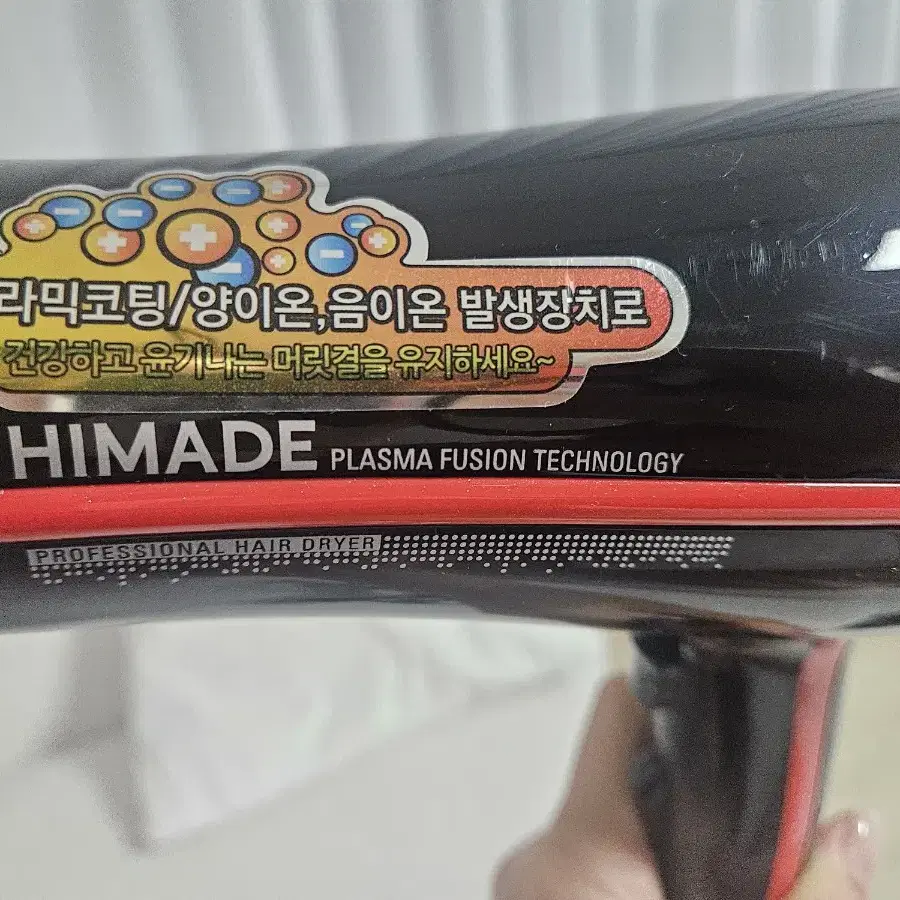 라믹코팅/양이온,음이온 발생장치로
건강하고 윤기나는 머릿결을 유지하세요~
HIMADE PLASMA FUSION TECHNOLOGY
PROFESSIONAL HAIR DRYER